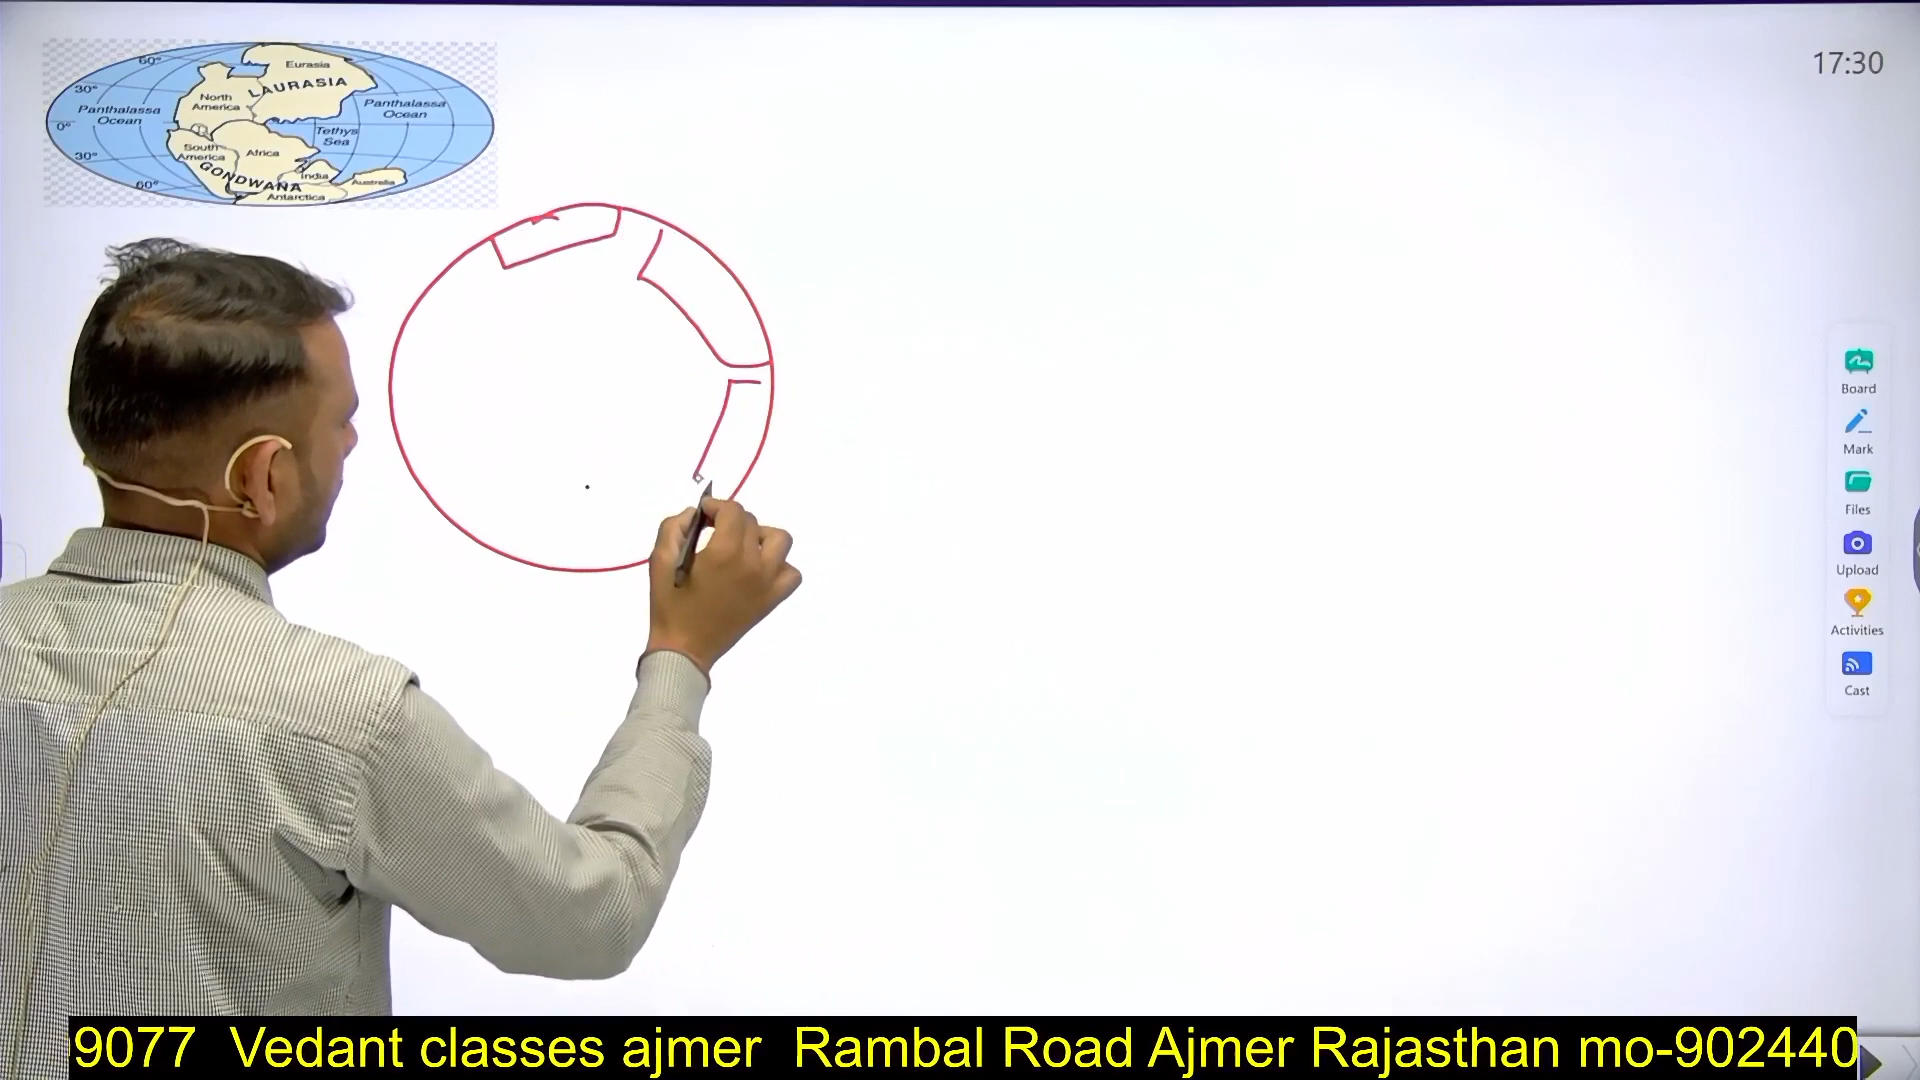 60°
Eurasia
LAURASIA
30°
North
America
Panthalassa
Ocean
Panthalassa
Ocean
0°
Tethys
Sea
South
America
Africa
30°
GONDWANA
India
Australia
60°
Antarctica
17:30
Board
Mark
Files
Upload
Activities
Cast
9077 Vedant classes ajmer Rambal Road Ajmer Rajasthan mo-902440